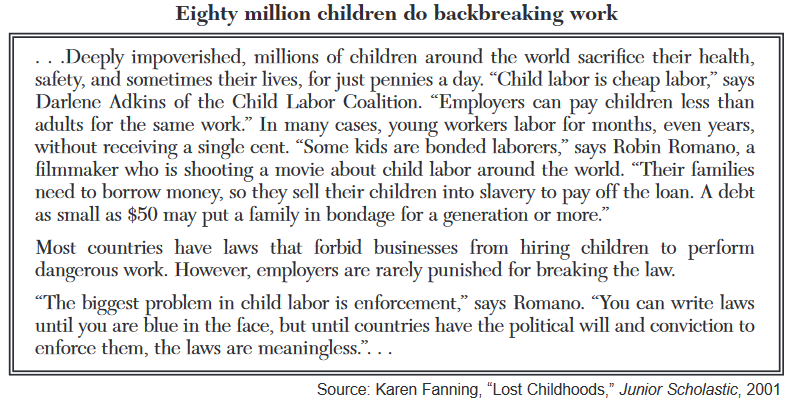 Eighty million children do backbreaking work
. . .Deeply impoverished, millions of children around the world sacrifice their health,
safety, and sometimes their lives, for just pennies a day. “Child labor is cheap labor,” says
Darlene Adkins of the Child Labor Coalition. “Employers can pay children less than
adults for the same work.” In many cases, young workers labor for months, even years,
without receiving a single cent. “Some kids are bonded laborers,” says Robin Romano, a
filmmaker who is shooting a movie about child labor around the world. “Their families
need to borrow money, so they sell their children into slavery to pay off the loan. A debt
as small as $50 may put a family in bondage for a generation or more.”
Most countries have laws that forbid businesses from hiring children to perform
dangerous work. However, employers are rarely punished for breaking the law.
“The biggest problem in child labor is enforcement,” says Romano. “You can write laws
until you are blue in the face, but until countries have the political will and conviction to
enforce them, the laws are meaningless.”. . .
Source: Karen Fanning, “Lost Childhoods,” Junior Scholastic, 2001